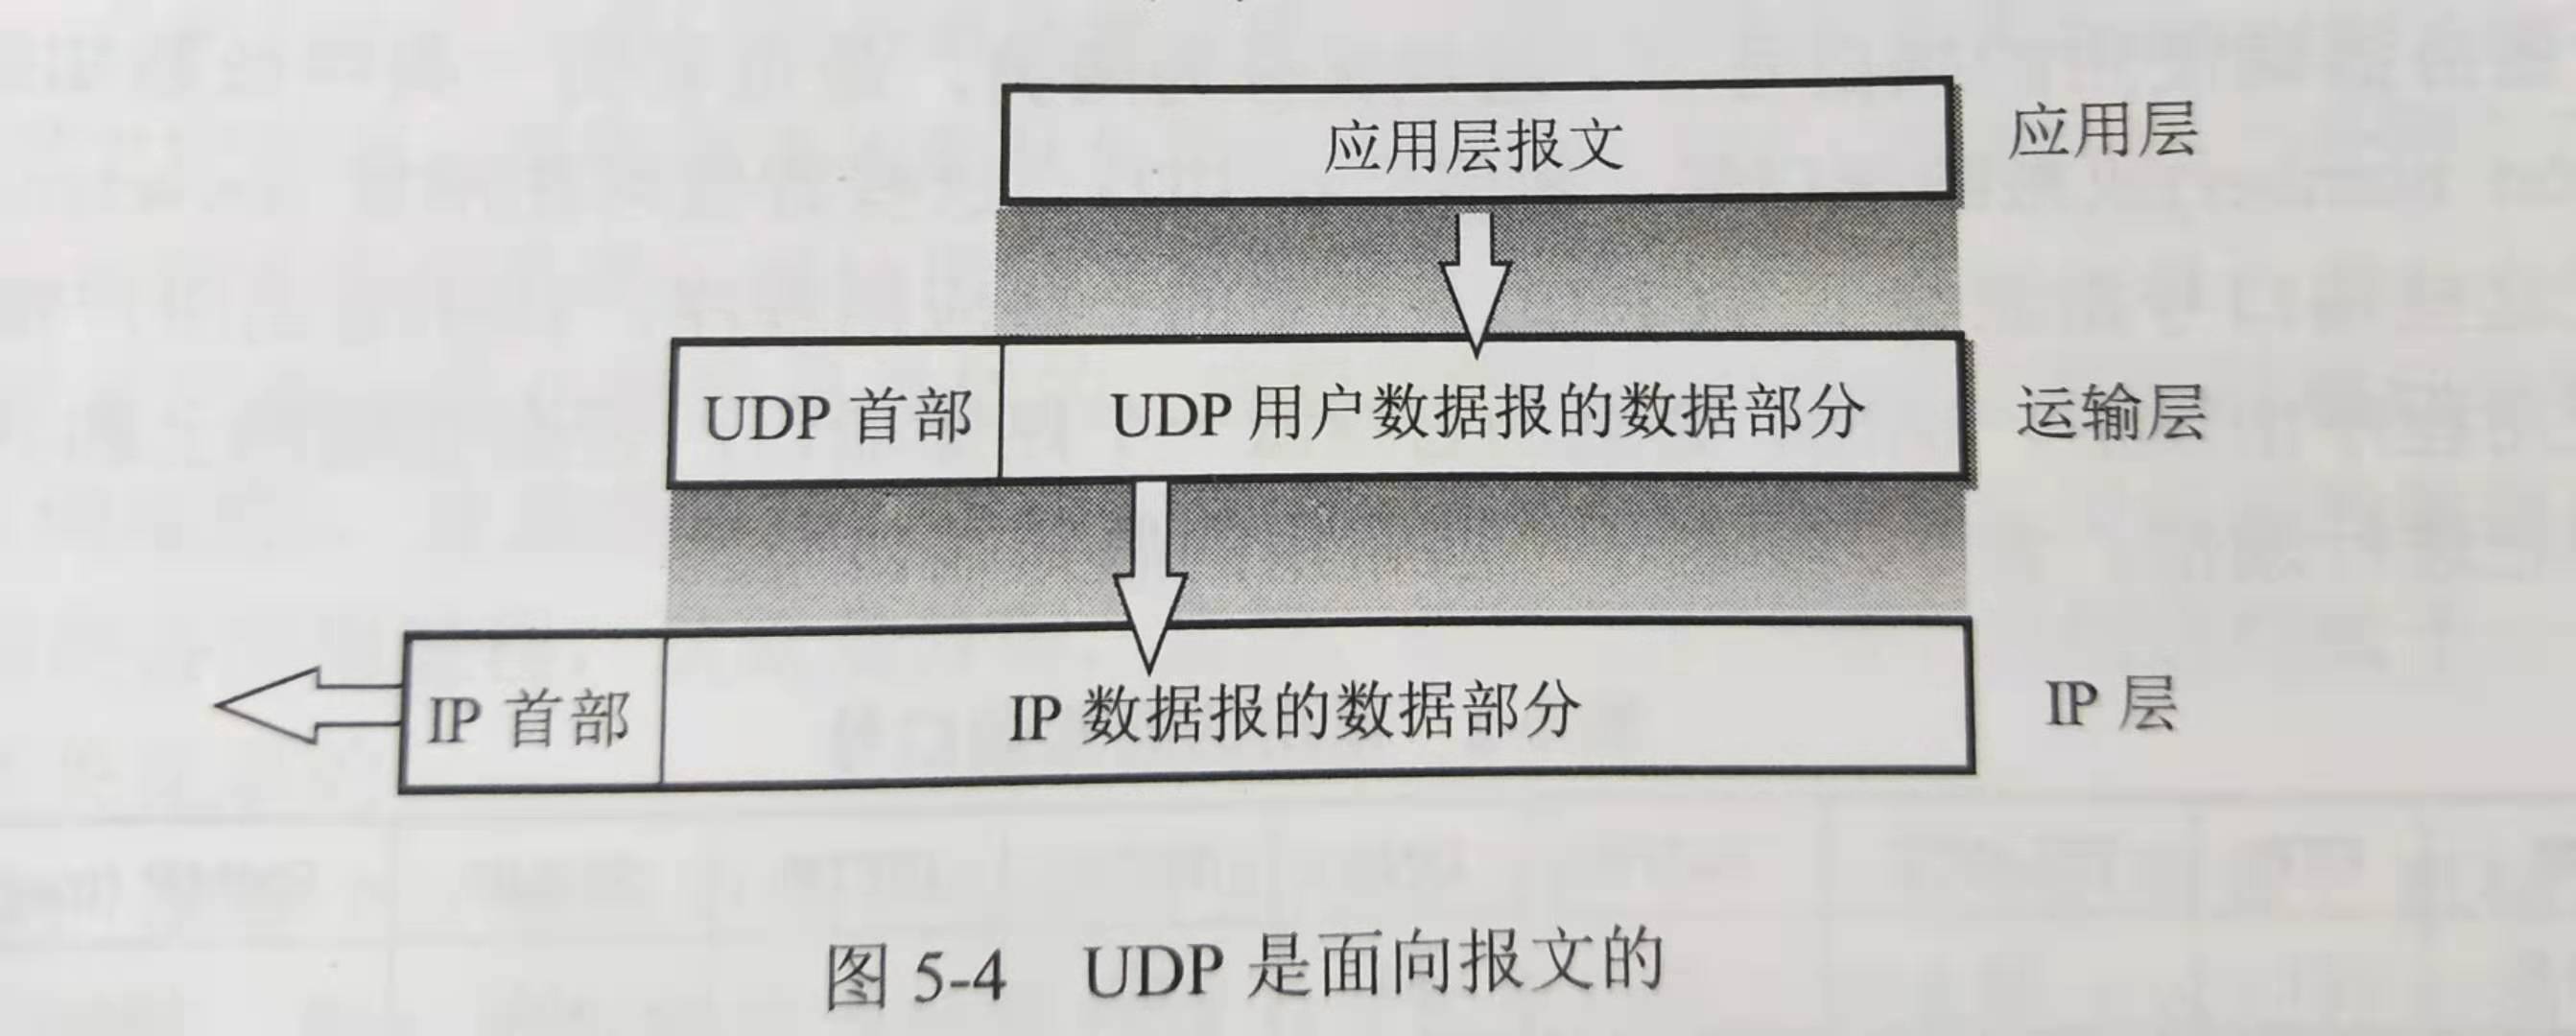 应用层报文 应用层
UDP 首部 UDP 用户数据报的数据部分 运输层
IP 首部 IP 数据报的数据部分 IP 层
图 5-4 UDP 是面向报文的